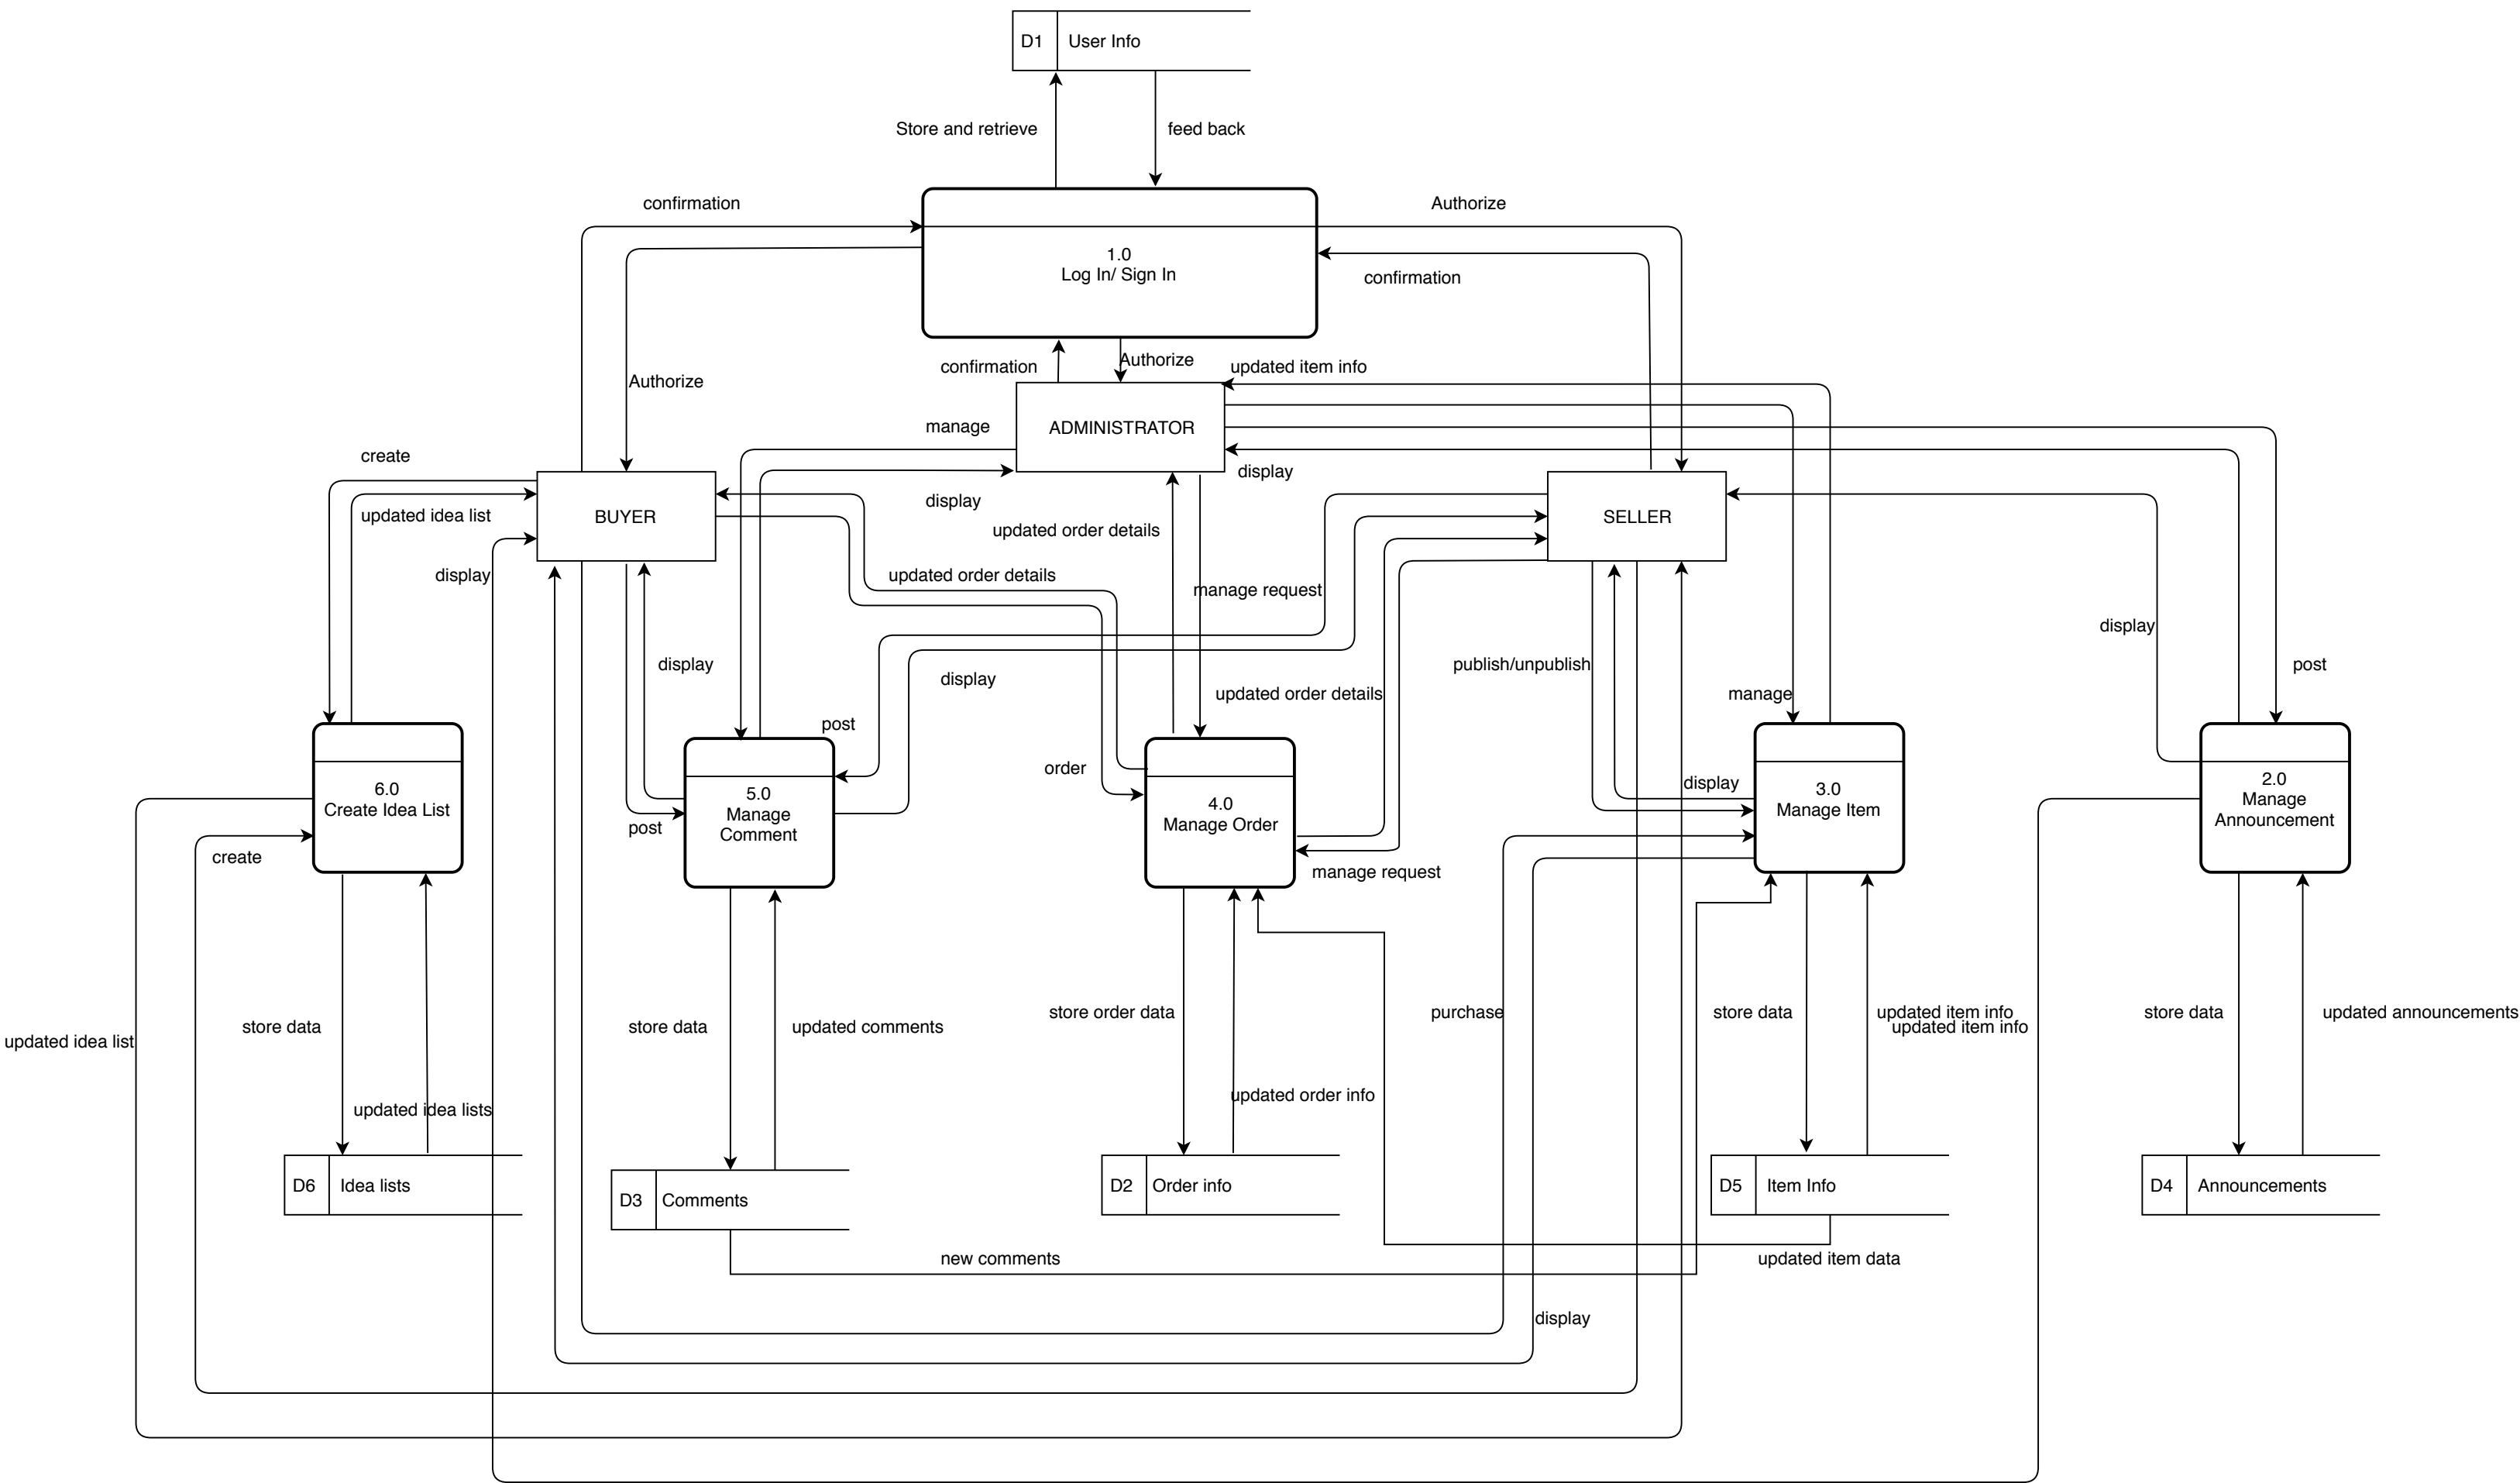 D1
User Info
Store and retrieve
feed back
confirmation
Authorize
1.0
Log In/ Sign In
confirmation
confirmation
Authorize
updated item info
Authorize
manage
ADMINISTRATOR
create
display
display
updated idea list
BUYER
SELLER
updated order details
display
updated order details
manage request
display
display
publish/unpublish
post
display
updated order details
manage
post
order
display
6.0
Create Idea List
5.0
Manage
Comment
4.0
Manage Order
3.0
Manage Item
2.0
Manage
Announcement
post
create
manage request
store data
store data
updated comments
store order data
purchase
store data
updated item info
updated item info
store data
updated announcements
updated idea list
updated idea lists
updated order info
D6
Idea lists
D3
Comments
D2
Order info
D5
Item Info
D4
Announcements
new comments
updated item data
display